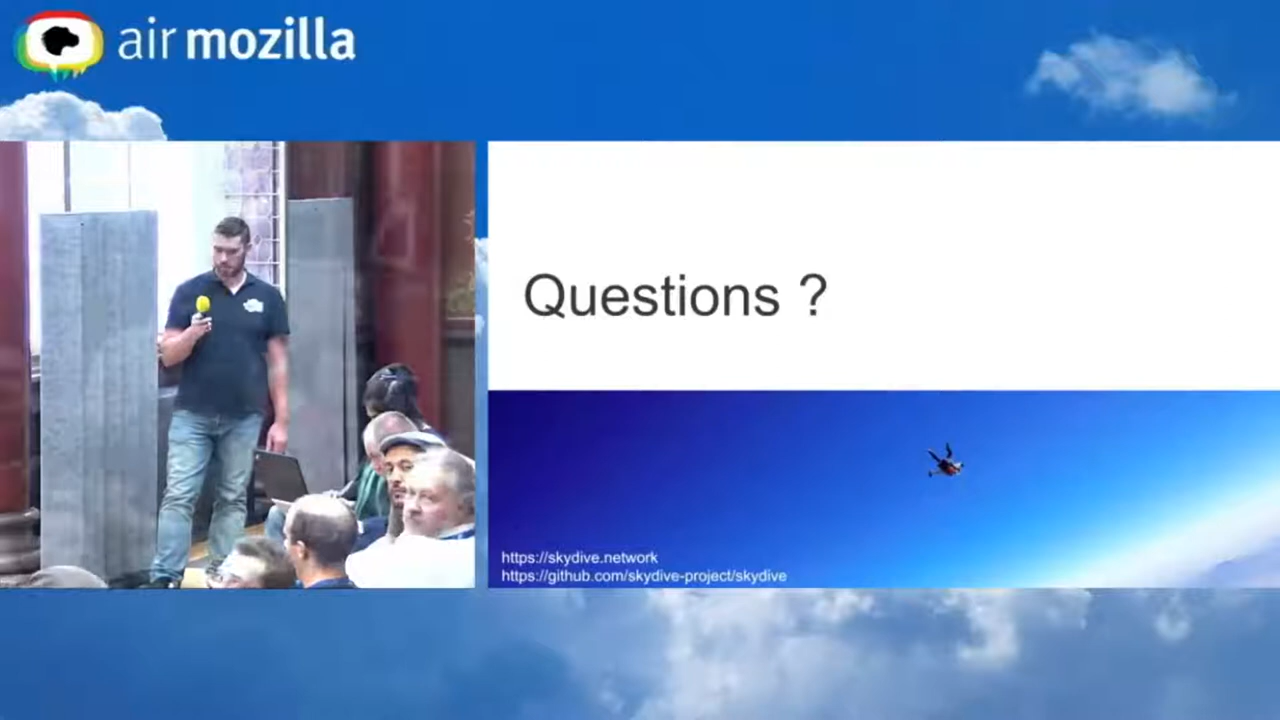 air mozilla
Questions ?
https://skydive.network
https://github.com/skydive-project/skydive